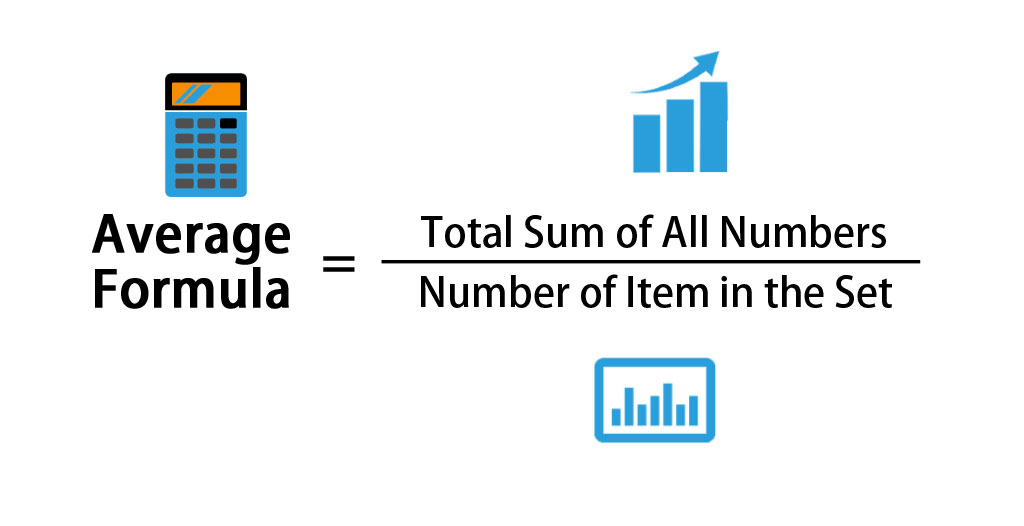 Average
Formula
=
Total Sum of All Numbers
Number of Item in the Set